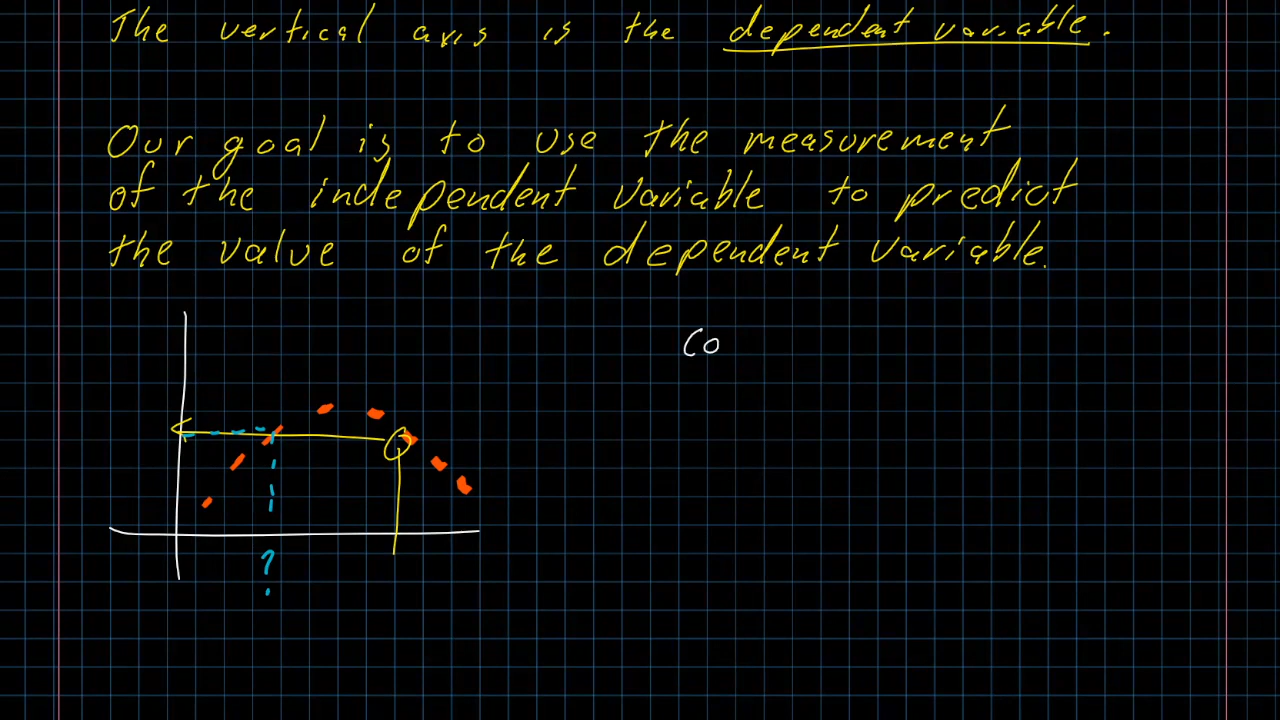 The vertical axis is the dependent variable.
Our goal is to use the measurement
of the independent variable to predict
the value of the dependent variable.
Co
?